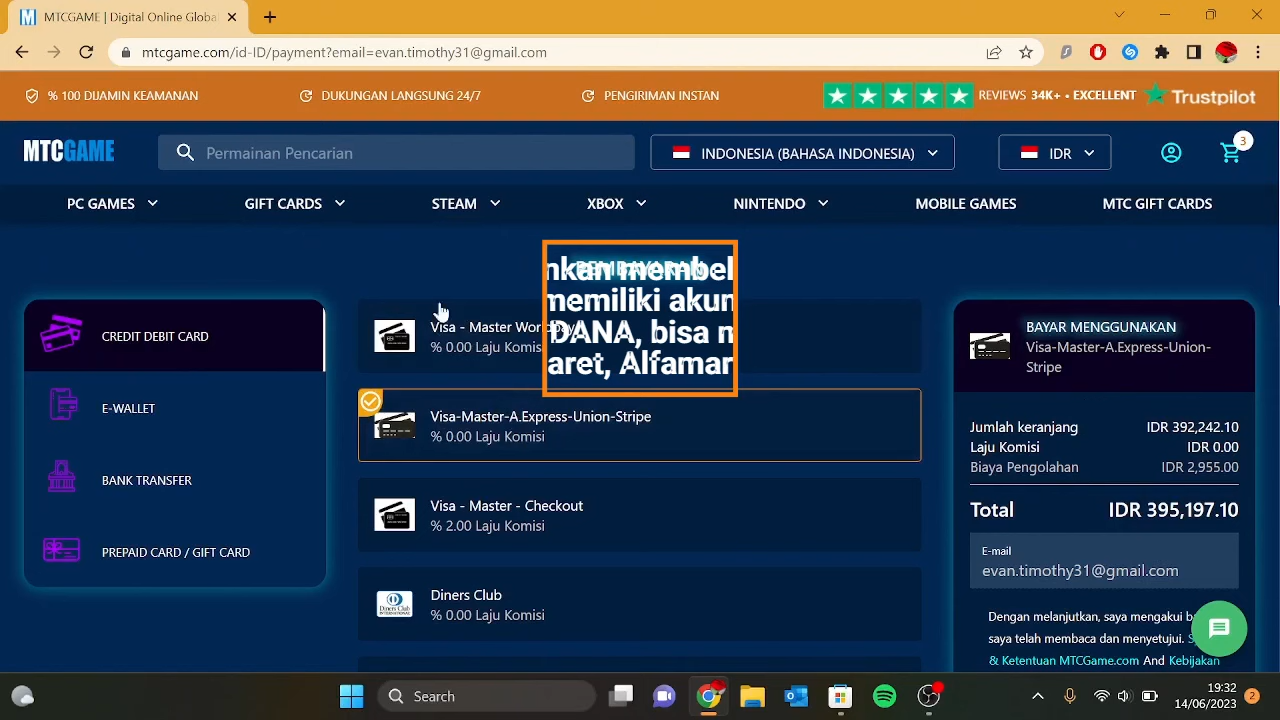 MTCGAME | Digital Online Globa
mtcgame.com/id-ID/payment?email=evan.timothy31@gmail.com
% 100 DIJAMIN KEAMANAN
DUKUNGAN LANGSUNG 24/7
PENGIRIMAN INSTAN
REVIEWS 34K+ • EXCELLENT
Trustpilot
MTCGAME
Permainan Pencarian
INDONESIA (BAHASA INDONESIA)
IDR
3
PC GAMES
GIFT CARDS
STEAM
XBOX
NINTENDO
MOBILE GAMES
MTC GIFT CARDS
PEMBAYARAN
nkan membel
memiliki akun
DANA, bisa m
aret, Alfamar
CREDIT DEBIT CARD
E-WALLET
BANK TRANSFER
PREPAID CARD / GIFT CARD
Visa - Master Worldpay
% 0.00 Laju Komis
Visa-Master-A.Express-Union-Stripe
% 0.00 Laju Komisi
Visa - Master - Checkout
% 2.00 Laju Komisi
Diners Club
% 0.00 Laju Komisi
BAYAR MENGGUNAKAN
Visa-Master-A.Express-Union-
Stripe
Jumlah keranjang IDR 392,242.10
Laju Komisi IDR 0.00
Biaya Pengolahan IDR 2,955.00
Total IDR 395,197.10
E-mail
evan.timothy31@gmail.com
Dengan melanjutkan, saya mengakui ba
saya telah membaca dan menyetujui. S
& Ketentuan MTCGame.com And Kebijakan
Search
19:32
14/06/2023
2